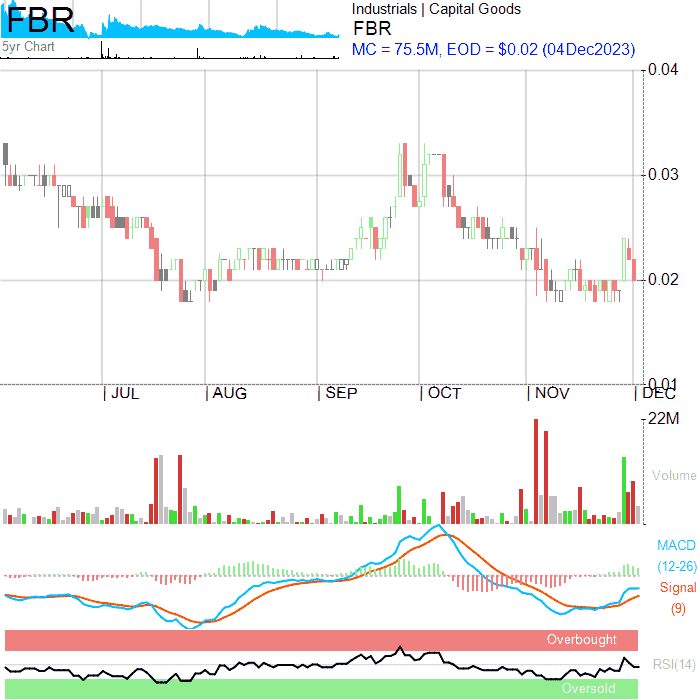 FBR
5yr Chart
Industrials | Capital Goods
FBR
MC = 75.5M, EOD = $0.02 (04Dec2023)
0.04
0.03
0.02
0.01
JUL AUG SEP OCT NOV DEC
22M
Volume
MACD
(12-26)
Signal
(9)
Overbought
RSI(14)
Oversold